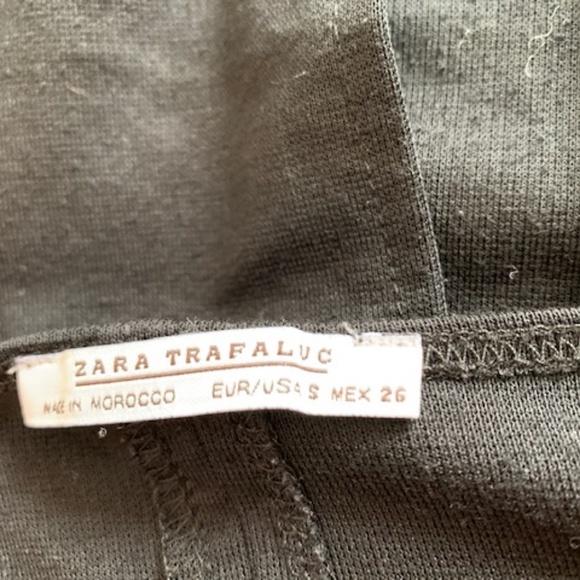 ZARA TRAFALUC
MADE IN MOROCCO EUR/USA S MEX 26